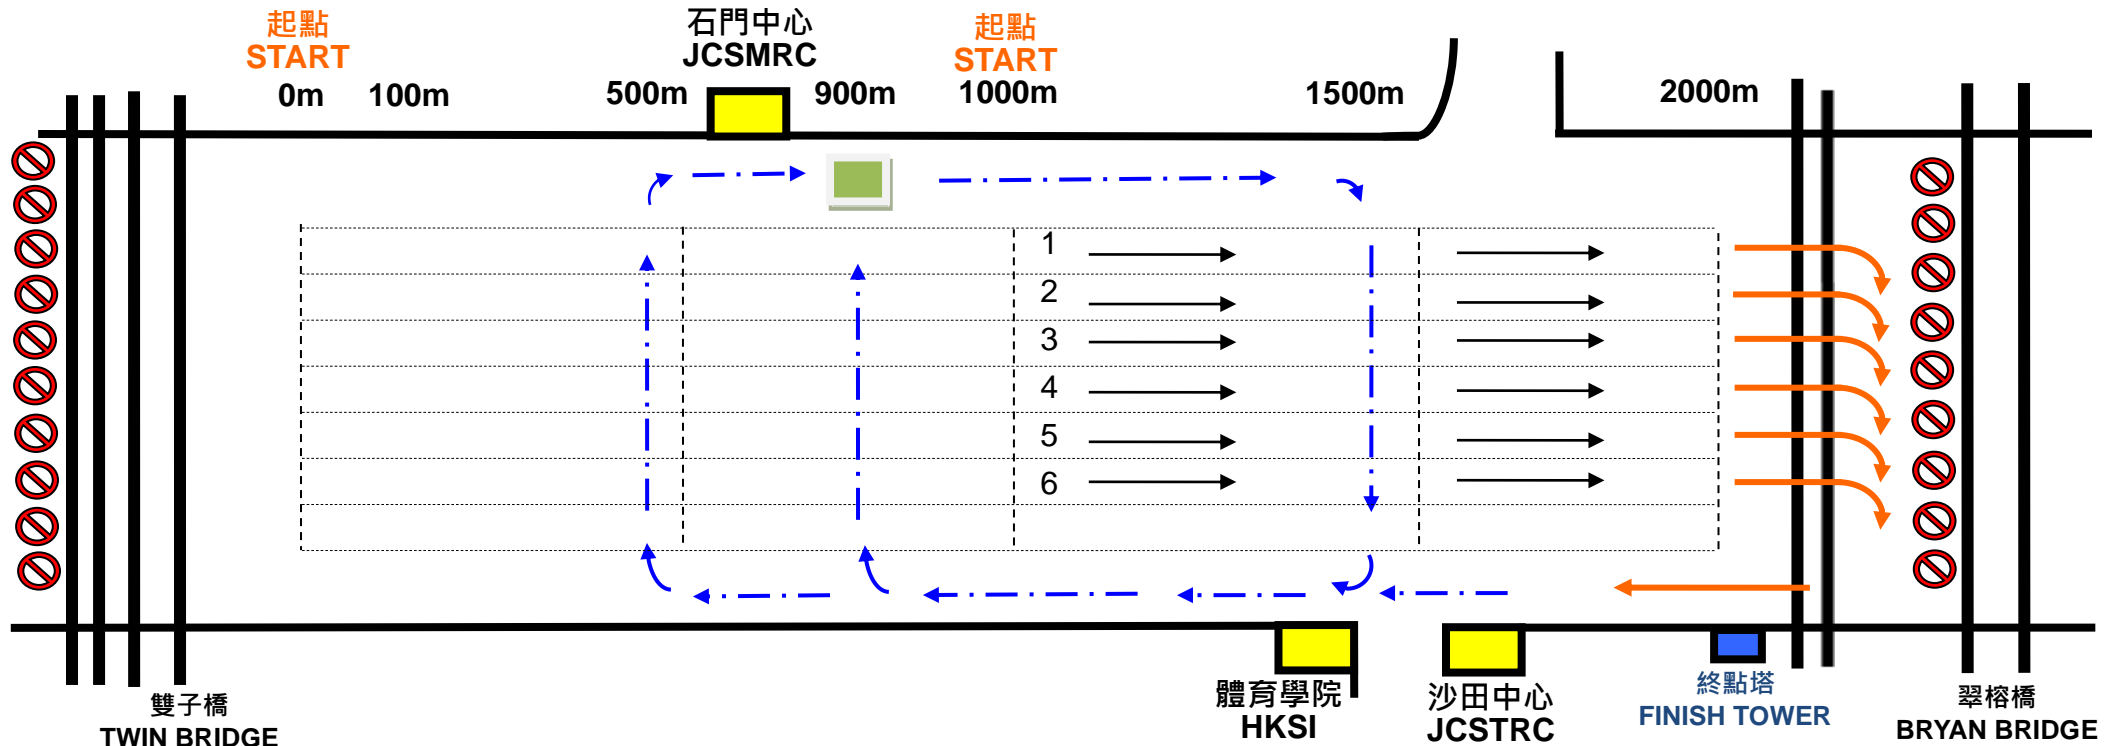 起點
START
石門中心
JCSMRC
起點
START
0m
100m
500m
900m
1000m
1500m
2000m
1
2
3
4
5
6
雙子橋
TWIN BRIDGE
體育學院
HKSI
沙田中心
JCSTRC
終點塔
FINISH TOWER
翠榕橋
BRYAN BRIDGE